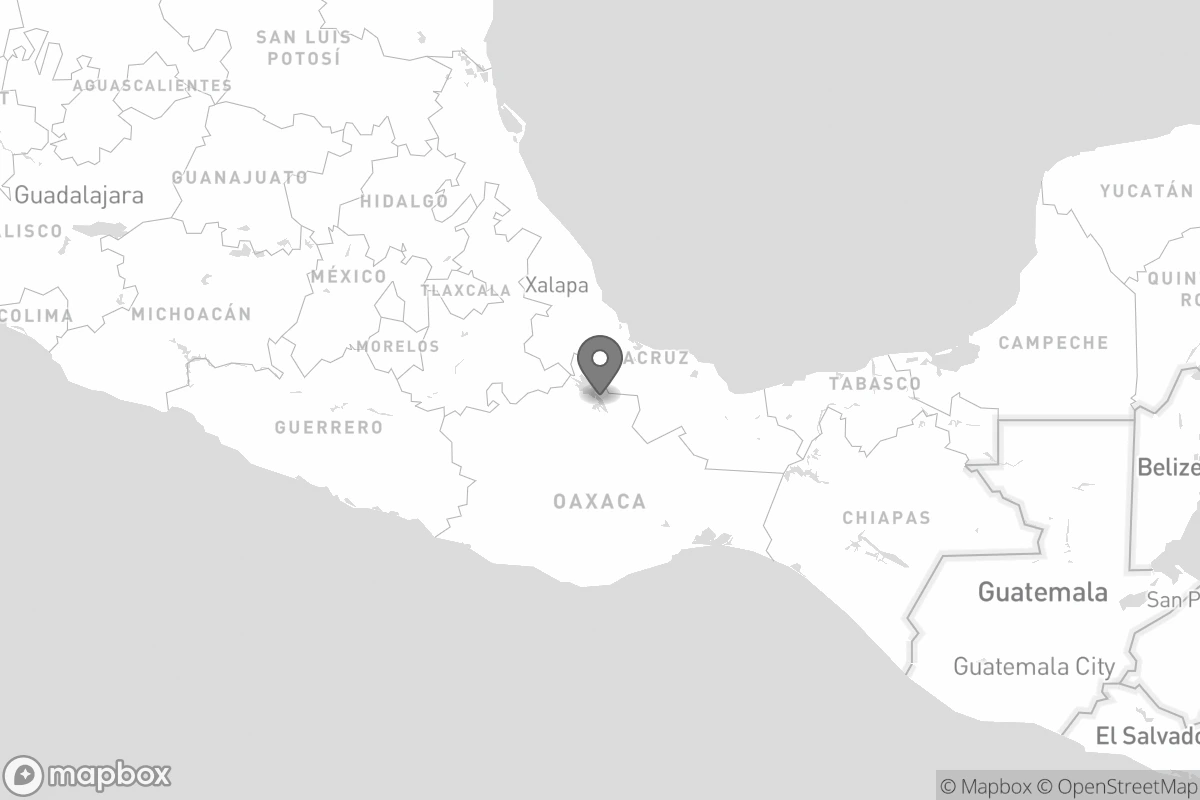 SAN LUIS
POTOSÍ
AGUASCALIENTES
T
GUANAJUATO
Guadalajara
HIDALGO
YUCATÁN
ALISCO
MÉXICO
QUIN
RO
TLAXCALA
Xalapa
COLIMA
MICHOACÁN
MORELOS
ACRUZ
CAMPECHE
TABASCO
GUERRERO
Belize
OAXACA
CHIAPAS
Guatemala
San P
Guatemala City
El Salvado
mapbox
© Mapbox © OpenStreetMap